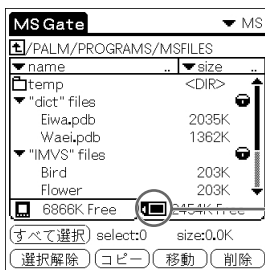 MS Gate
MS
/PALM/PROGRAMS/MSFILES
name .. size
temp <DIR>
"dict" files
Eiwa.pdb 2035K
Waei.pdb 1362K
"IMVS" files
Bird 203K
Flower 203K
6866K Free 2454K Free
すべて選択 select:0 size:0.0K
選択解除 コピー 移動 削除